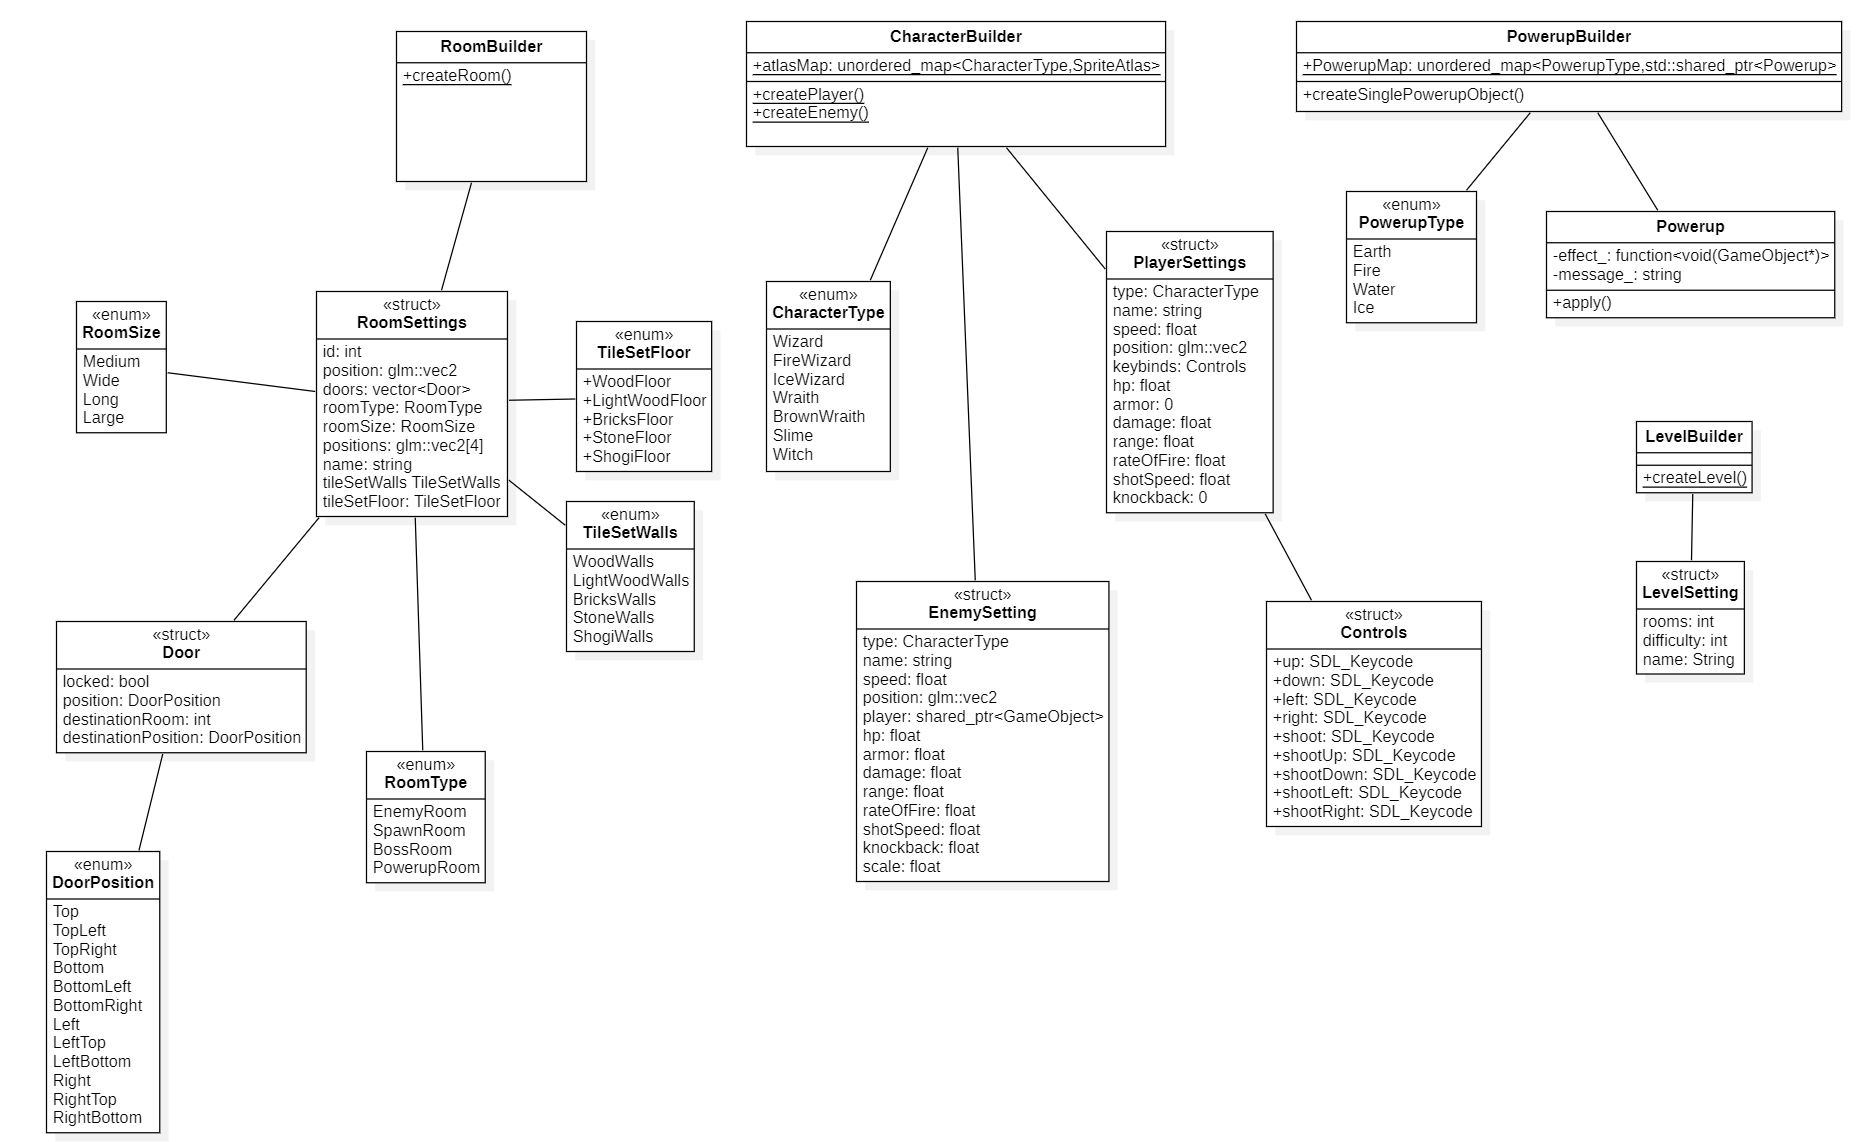 RoomBuilder
+createRoom()
CharacterBuilder
+atlasMap: unordered_map<CharacterType,SpriteAtlas>
+createPlayer()
+createEnemy()
PowerupBuilder
+PowerupMap: unordered_map<PowerupType,std::shared_ptr<Powerup>
+createSinglePowerupObject()
«enum»
RoomSize
Medium
Wide
Long
Large
«struct»
RoomSettings
id: int
position: glm::vec2
doors: vector<Door>
roomType: RoomType
roomSize: RoomSize
positions: glm::vec2[4]
name: string
tileSetWalls TileSetWalls
tileSetFloor: TileSetFloor
«enum»
TileSetFloor
+WoodFloor
+LightWoodFloor
+BricksFloor
+StoneFloor
+ShogiFloor
«enum»
TileSetWalls
WoodWalls
LightWoodWalls
BricksWalls
StoneWalls
ShogiWalls
«struct»
Door
locked: bool
position: DoorPosition
destinationRoom: int
destinationPosition: DoorPosition
«enum»
RoomType
EnemyRoom
SpawnRoom
BossRoom
PowerupRoom
«enum»
DoorPosition
Top
TopLeft
TopRight
Bottom
BottomLeft
BottomRight
Left
LeftTop
LeftBottom
Right
RightTop
RightBottom
«enum»
CharacterType
Wizard
FireWizard
IceWizard
Wraith
BrownWraith
Slime
Witch
«struct»
PlayerSettings
type: CharacterType
name: string
speed: float
position: glm::vec2
keybinds: Controls
hp: float
armor: 0
damage: float
range: float
rateOfFire: float
shotSpeed: float
knockback: 0
«struct»
EnemySetting
type: CharacterType
name: string
speed: float
position: glm::vec2
player: shared_ptr<GameObject>
hp: float
armor: float
damage: float
range: float
rateOfFire: float
shotSpeed: float
knockback: float
scale: float
«struct»
Controls
+up: SDL_Keycode
+down: SDL_Keycode
+left: SDL_Keycode
+right: SDL_Keycode
+shoot: SDL_Keycode
+shootUp: SDL_Keycode
+shootDown: SDL_Keycode
+shootLeft: SDL_Keycode
+shootRight: SDL_Keycode
«enum»
PowerupType
Earth
Fire
Water
Ice
Powerup
-effect_: function<void(GameObject*)>
-message_: string
+apply()
LevelBuilder
+createLevel()
«struct»
LevelSetting
rooms: int
difficulty: int
name: String